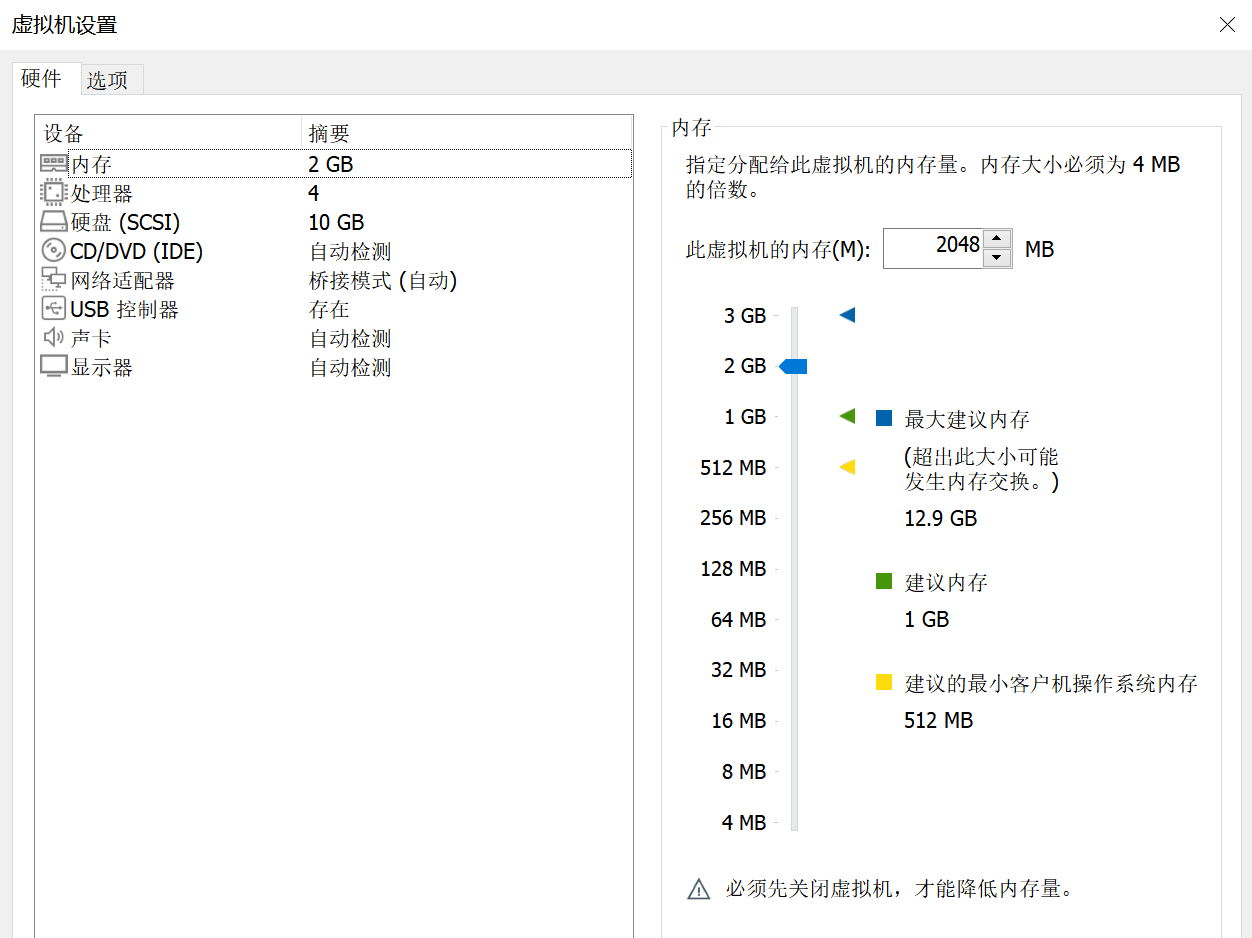 虚拟机设置
硬件
选项
设备 摘要
内存 2 GB
处理器 4
硬盘 (SCSI) 10 GB
CD/DVD (IDE) 自动检测
网络适配器 桥接模式 (自动)
USB 控制器 存在
声卡 自动检测
显示器 自动检测
内存
指定分配给此虚拟机的内存量。内存大小必须为 4 MB
的倍数。
此虚拟机的内存(M): 2048 MB
3 GB
2 GB
1 GB
512 MB
256 MB
128 MB
64 MB
32 MB
16 MB
8 MB
4 MB
最大建议内存
(超出此大小可能
发生内存交换。)
12.9 GB
建议内存
1 GB
建议的最小客户机操作系统内存
512 MB
必须先关闭虚拟机，才能降低内存量。